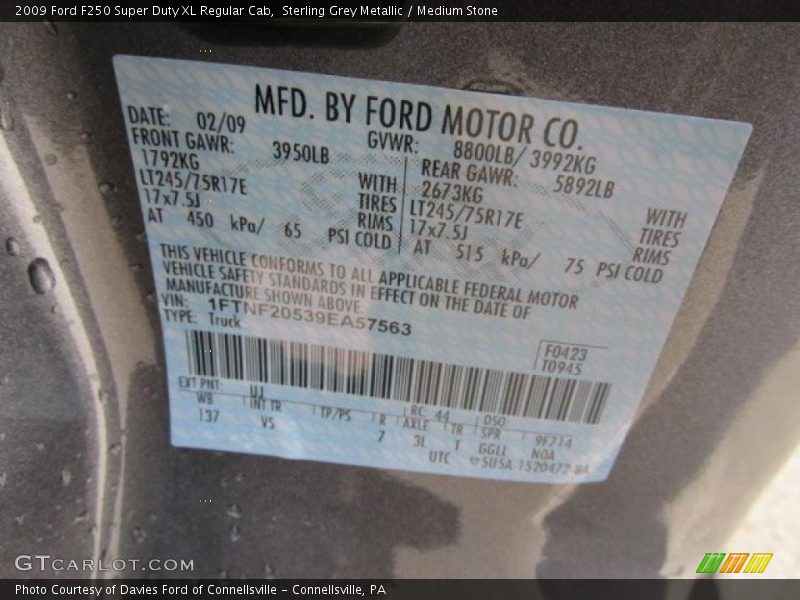 2009 Ford F250 Super Duty XL Regular Cab,  Sterling Grey Metallic / Medium Stone
MFD. BY FORD MOTOR CO.
DATE: 02/09 GVWR: 8800LB/ 3992KG
FRONT GAWR: 3950LB REAR GAWR: 5892LB
1792KG WITH 2673KG WITH
LT245/75R17E TIRES LT245/75R17E TIRES
17x7.5J RIMS 17x7.5J RIMS
AT 450 kPa/ 65 PSI COLD AT 515 kPa/ 75 PSI COLD
THIS VEHICLE CONFORMS TO ALL APPLICABLE FEDERAL MOTOR
VEHICLE SAFETY STANDARDS IN EFFECT ON THE DATE OF
MANUFACTURE SHOWN ABOVE.
VIN: 1FTNF20539EA57563
TYPE: Truck
F0423
T0945
EXT PNT: UJ RC: 44 DSO:
WB INT TR TP/PS R AXLE TR SPR 9F714
137 VS 7 3L T GGLL NOA
UTC 5U5A-1520472-BA
GTCARLOT.COM
Photo Courtesy of Davies Ford of Connellsville – Connellsville, PA